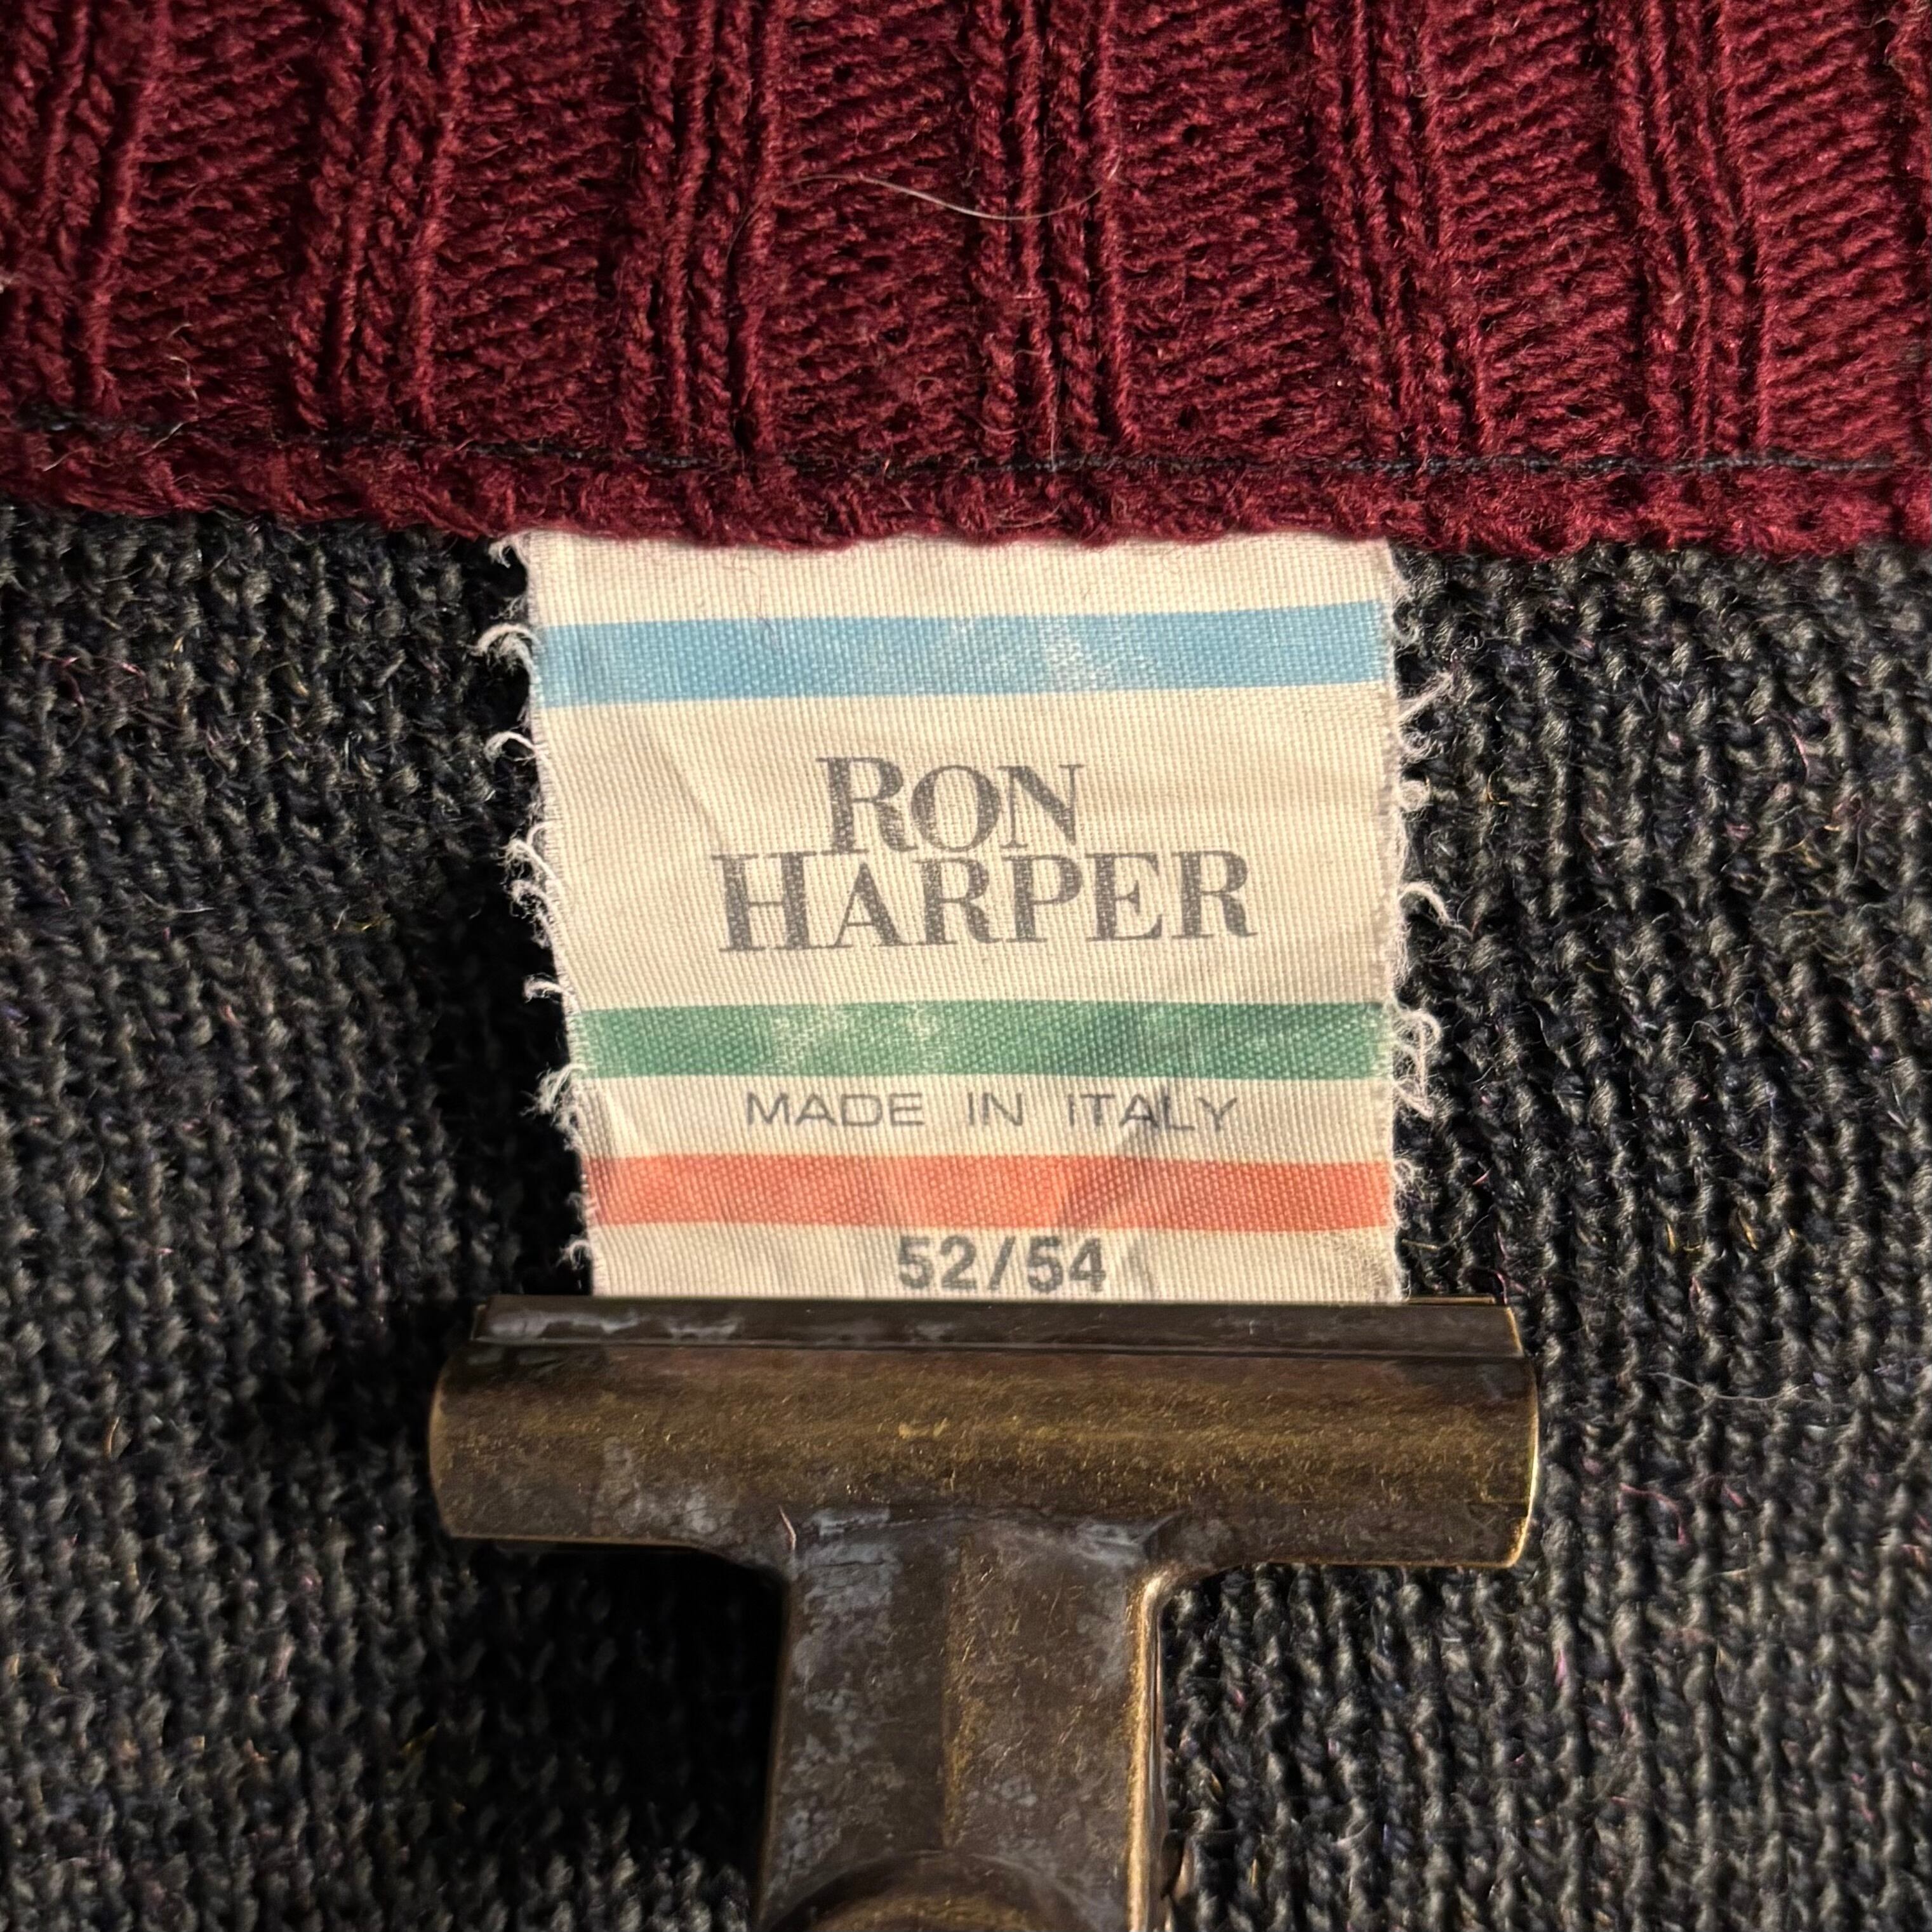 RON
HARPER
MADE IN ITALY
52/54